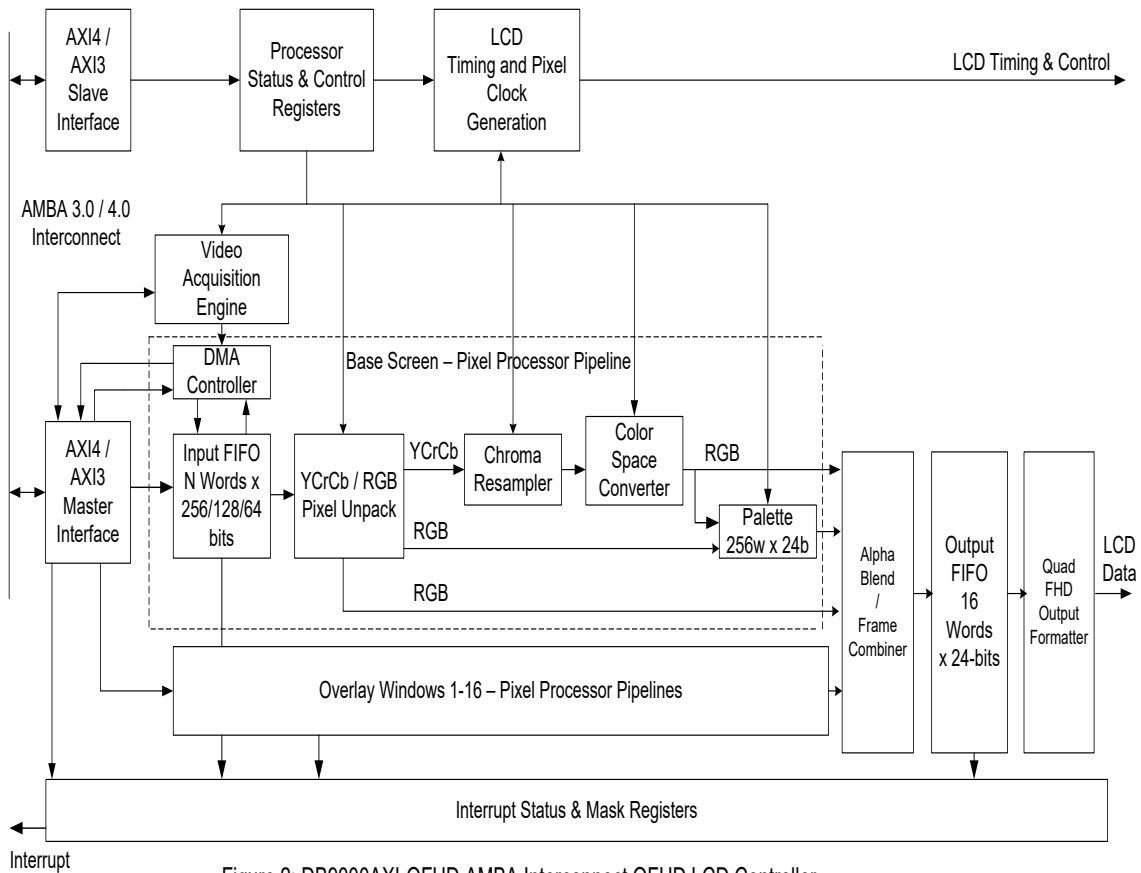 AXI4 /
AXI3
Slave
Interface
Processor
Status & Control
Registers
LCD
Timing and Pixel
Clock
Generation
LCD Timing & Control
AMBA 3.0 / 4.0
Interconnect
Video
Acquisition
Engine
DMA
Controller
Base Screen – Pixel Processor Pipeline
AXI4 /
AXI3
Master
Interface
Input FIFO
N Words x
256/128/64
bits
YCrCb / RGB
Pixel Unpack
YCrCb
Chroma
Resampler
Color
Space
Converter
RGB
RGB
Palette
256w x 24b
RGB
Alpha
Blend
/
Frame
Combiner
Output
FIFO
16
Words
x 24-bits
Quad
FHD
Output
Formatter
LCD
Data
Overlay Windows 1-16 – Pixel Processor Pipelines
Interrupt Status & Mask Registers
Interrupt